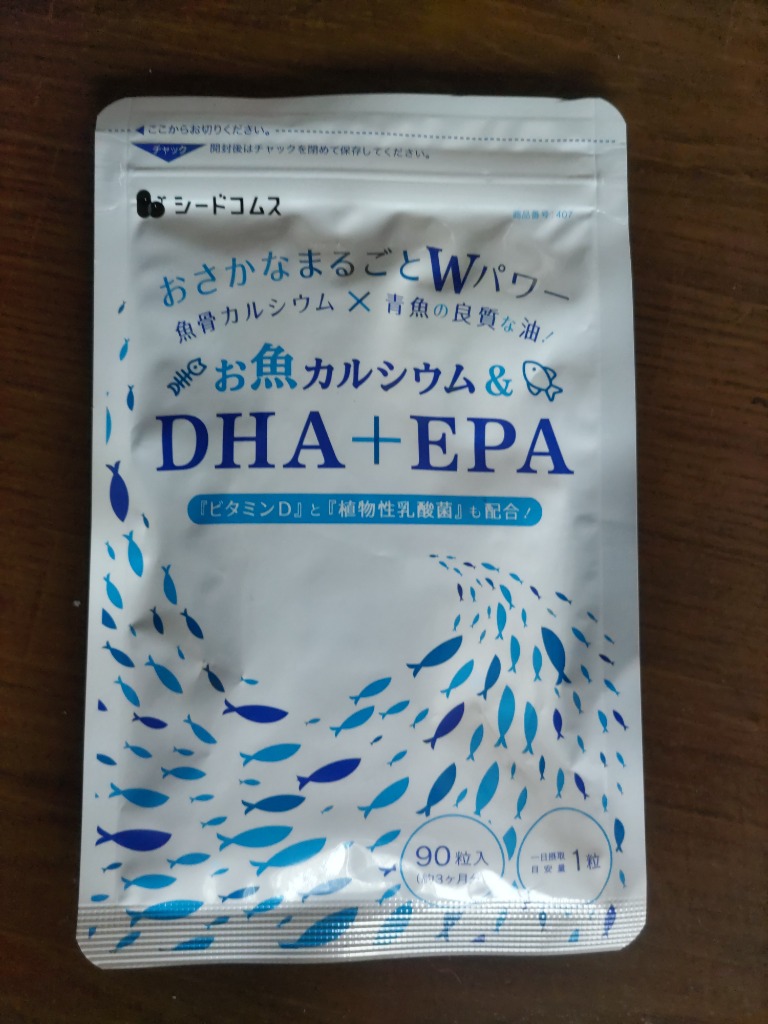 ここからお切りください。
チャック 開封後はチャックを閉めて保存してください。
シードコムス
商品番号 407
おさかなまるごとWパワー
魚骨カルシウム×青魚の良質な油!
お魚カルシウム&
DHA+EPA
『ビタミンD』と『植物性乳酸菌』も配合!
90粒入
(約3ヶ月分)
一日摂取
目安量 1粒